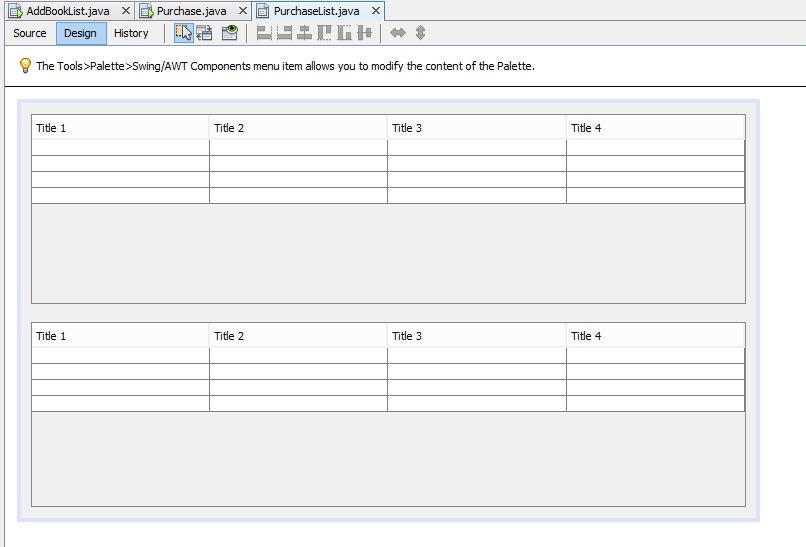 AddBookList.java Purchase.java PurchaseList.java
Source Design History
The Tools>Palette>Swing/AWT Components menu item allows you to modify the content of the Palette.
Title 1 Title 2 Title 3 Title 4
Title 1 Title 2 Title 3 Title 4